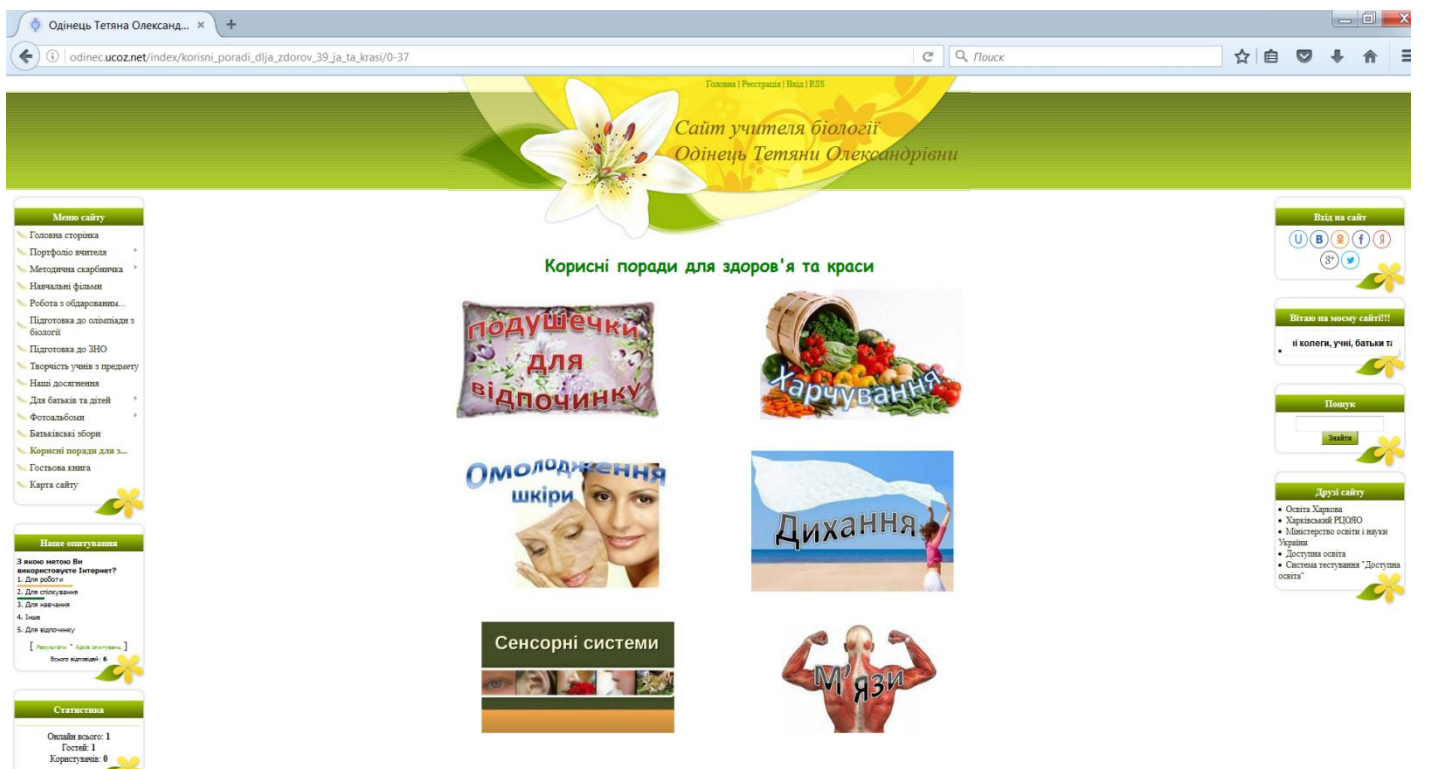 Одінець Тетяна Олександ...
odinec.ucoz.net/index/korisni_poradi_dlja_zdorov_39_ja_ta_krasi/0-37
Поиск
Головна | Реєстрація | Вхід | RSS
Сайт учителя біології
Одінець Тетяни Олександрівни
Меню сайту
Головна сторінка
Портфоліо вчителя
Методична скарбничка
Навчальні фільми
Робота з обдарованим...
Підготовка до олімпіади з
біології
Підготовка до ЗНО
Творчість учнів з предмету
Наші досягнення
Для батьків та дітей
Фотоальбоми
Батьківські збори
Корисні поради для з...
Гостьова книга
Карта сайту
Наше опитування
З якою метою Ви
використовуєте Інтернет?
1. Для роботи
2. Для спілкування
3. Для навчання
4. Інше
5. Для відпочинку
[ Результати · Архів опитувань ]
Всього відповідей: 6
Статистика
Онлайн всього: 1
Гостей: 1
Користувачів: 0
Корисні поради для здоров'я та краси
Подушечки
для
відпочинку
Харчування
Омолодження
шкіри
Дихання
Сенсорні системи
М'язи
Вхід на сайт
Вітаю на моєму сайті!!!
і колеги, учні, батьки та
Пошук
Знайти
Друзі сайту
Освіта Харкова
Харківський РЦОЯО
Міністерство освіти і науки
України
Доступна освіта
Система тестування "Доступна
освіта"